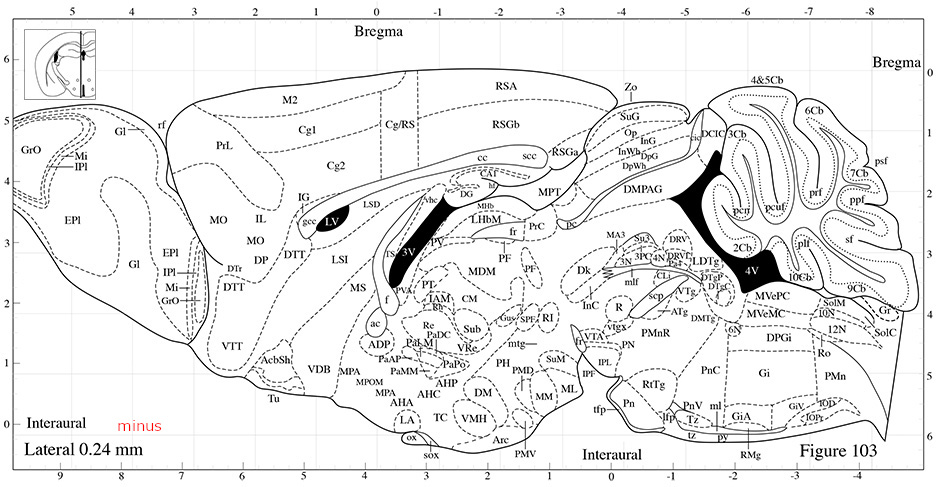 5 4 3 2 1 0 -1 -2 -3 -4 -5 -6 -7 -8
Bregma
Bregma
6 5 4 3 2 1 0
0 1 2 3 4 5 6
4&5Cb
Zo
RSA
6Cb
M2
SuG
rf
Gl
Cg1
Cg/RS
RSGb
Op
InG
cic
DCIC
3Cb
GrO
Mi
IPl
PrL
Cg2
cc
scc
RSGa
InWh
DpG
DpWh
psf
7Cb
CA1
hf
DG
MPT
DMPAG
prf
ppf
EPl
MO
IL
IG
gcc
LV
LSD
Vhc
MHb
LHbM
fr
PrC
pc
pcn
pcuf
sf
MO
DP
DTT
LSI
TS
3V
PV
PF
MA3
Su3
DRV
2Cb
plf
Gl
EPl
IPl
Mi
GrO
DTr
DTT
MS
f
PVA
PT
MDM
PF
Dk
3N
3PC
4N
DRVL
Pa4
LDTg
4V
10Cb
9Cb
mlf
CLi
DTgP
DTgC
IAM
Rh
CM
InC
scp
VTg
MVePC
SolM
Gr
ac
Re
Sub
Gus
SPF
RI
R
ATg
DMTg
MVeMC
10N
SolC
VTT
ADP
PaDC
PaLM
VRe
mtg
vtgx
VTA
PMnR
PN
6N
DPGi
12N
AcbSh
VDB
MPA
PaAP
PaMM
PaPo
PH
PMD
SuM
fr
IPL
Ro
MPOM
AHP
IPF
PnC
Gi
PMn
MPA
AHC
DM
MM
ML
RtTg
Tu
AHA
LA
TC
VMH
tfp
Pn
lfp
PnV
Tz
ml
GiA
GiV
IOD
IOPr
ox
sox
Arc
PMV
tz
py
RMg
Interaural
minus
Lateral 0.24 mm
Interaural
Figure 103
9 8 7 6 5 4 3 2 1 0 -1 -2 -3 -4